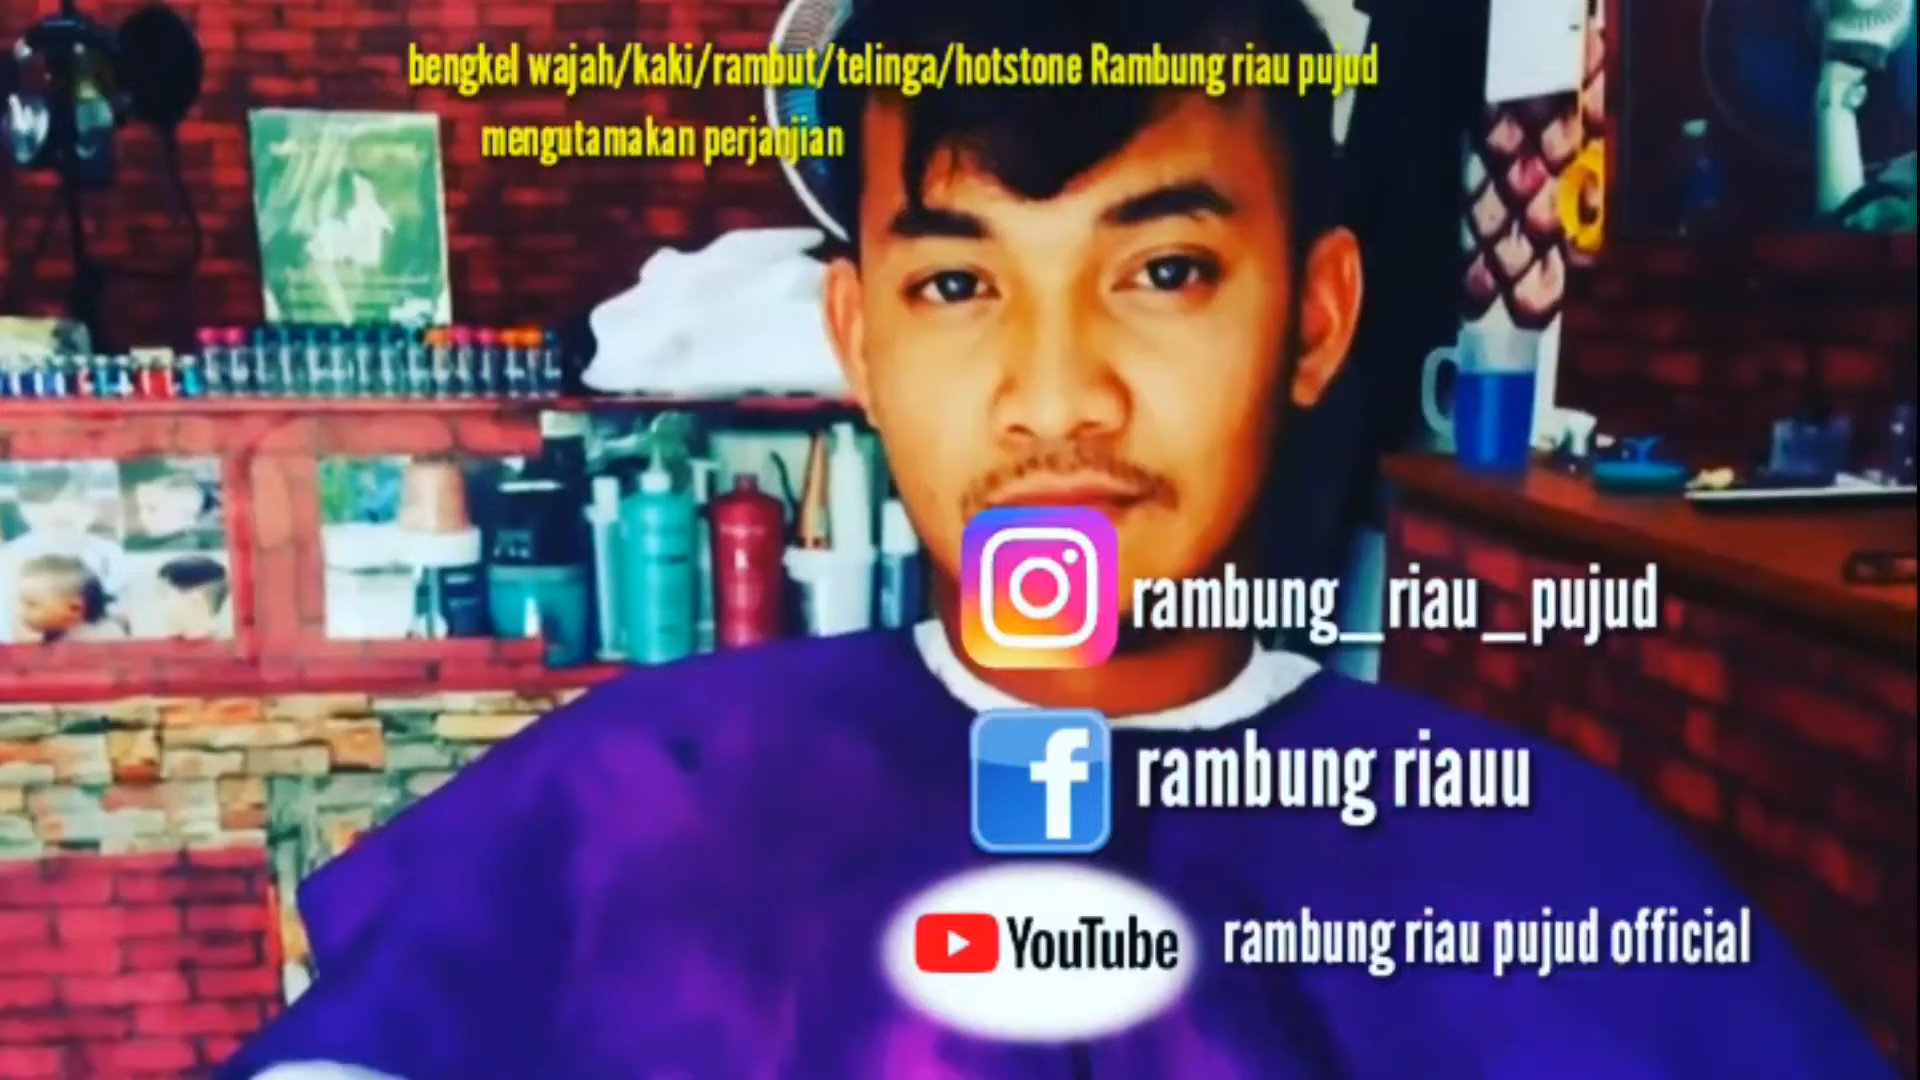 bengkel wajah/kaki/rambut/telinga/hotstone Rambung riau pujud
mengutamakan perjanjian
rambung_riau_pujud
f rambung riauu
YouTube rambung riau pujud official